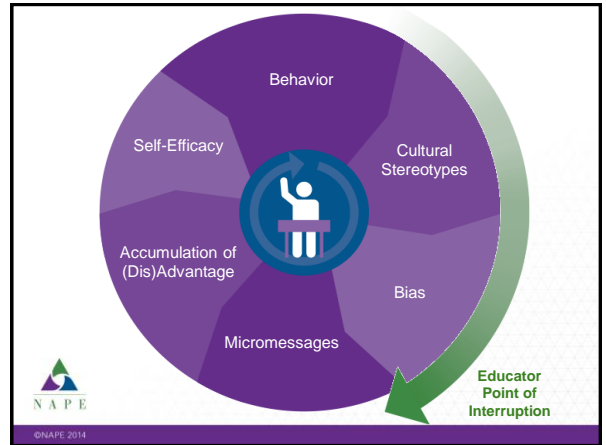 Behavior
Cultural
Stereotypes
Bias
Micromessages
Accumulation of
(Dis)Advantage
Self-Efficacy
Educator
Point of
Interruption
NAPE
©NAPE 2014